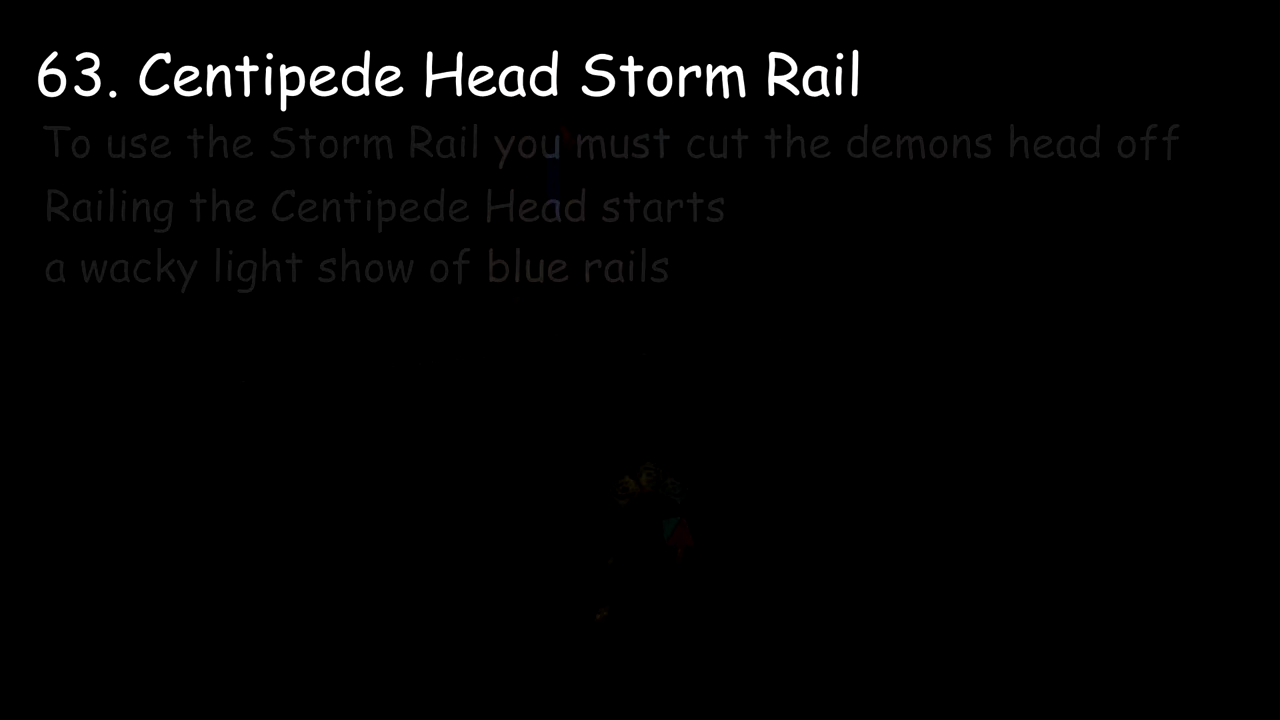 63. Centipede Head Storm Rail
To use the Storm Rail you must cut the demons head off
Railing the Centipede Head starts
a wacky light show of blue rails